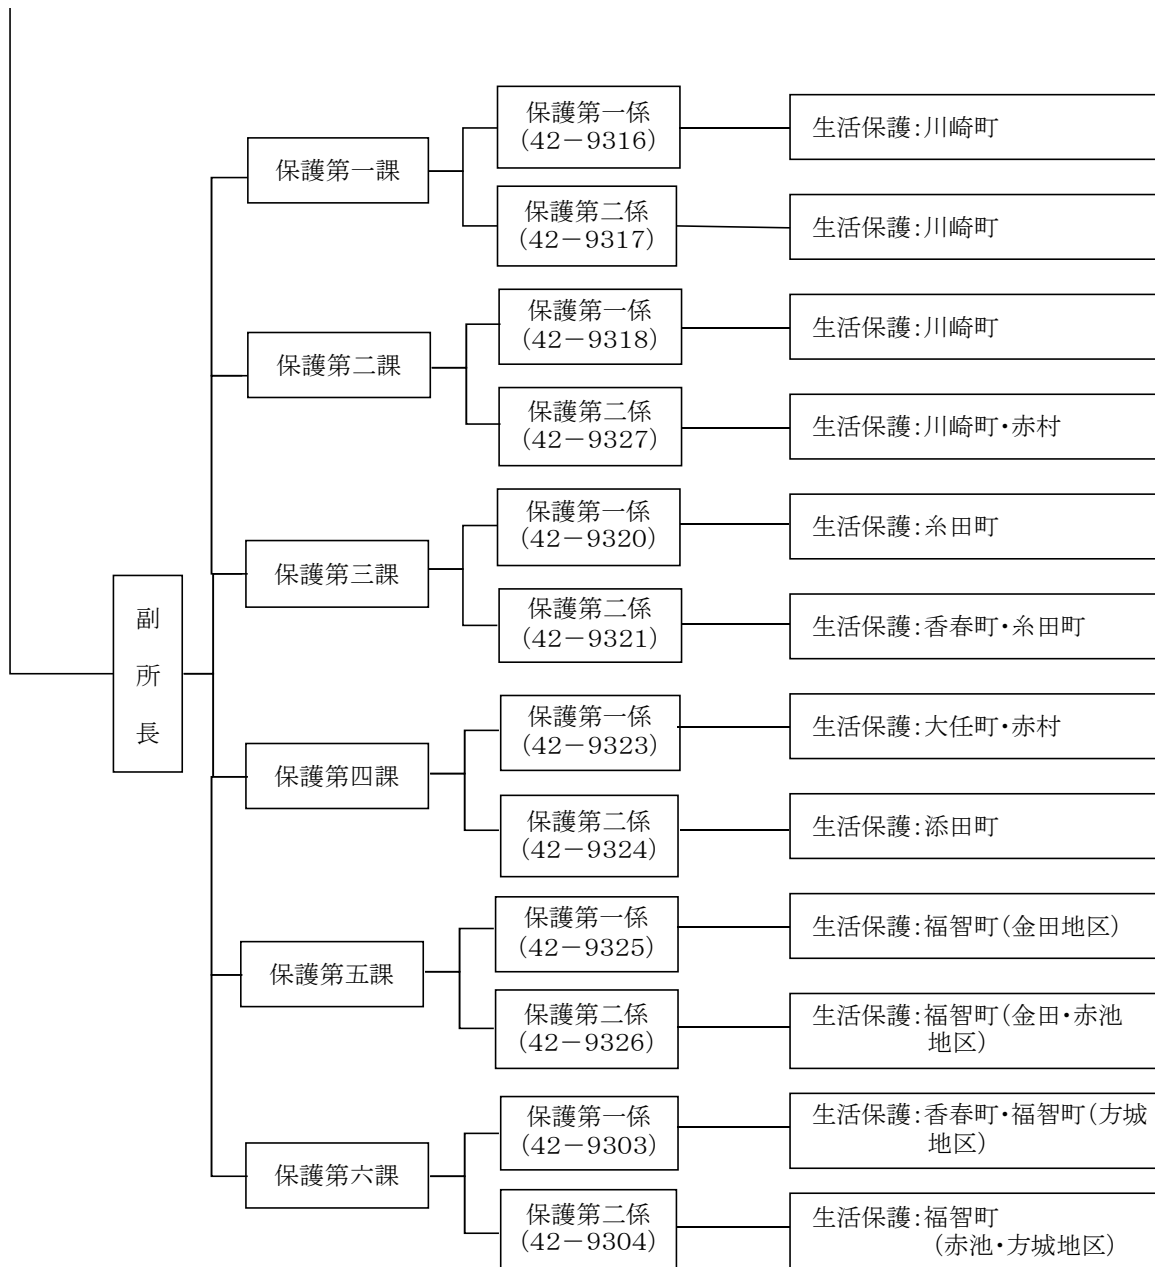 保護第一係
(42－9316)
生活保護:川崎町
保護第一課
保護第二係
(42－9317)
生活保護:川崎町
保護第一係
(42－9318)
生活保護:川崎町
保護第二課
保護第二係
(42－9327)
生活保護:川崎町・赤村
保護第一係
(42－9320)
生活保護:糸田町
保護第三課
保護第二係
(42－9321)
生活保護:香春町・糸田町
副
所
長
保護第一係
(42－9323)
生活保護:大任町・赤村
保護第四課
保護第二係
(42－9324)
生活保護:添田町
保護第一係
(42－9325)
生活保護:福智町(金田地区)
保護第五課
保護第二係
(42－9326)
生活保護:福智町(金田・赤池
地区)
保護第一係
(42－9303)
生活保護:香春町・福智町(方城
地区)
保護第六課
保護第二係
(42－9304)
生活保護:福智町
(赤池・方城地区)